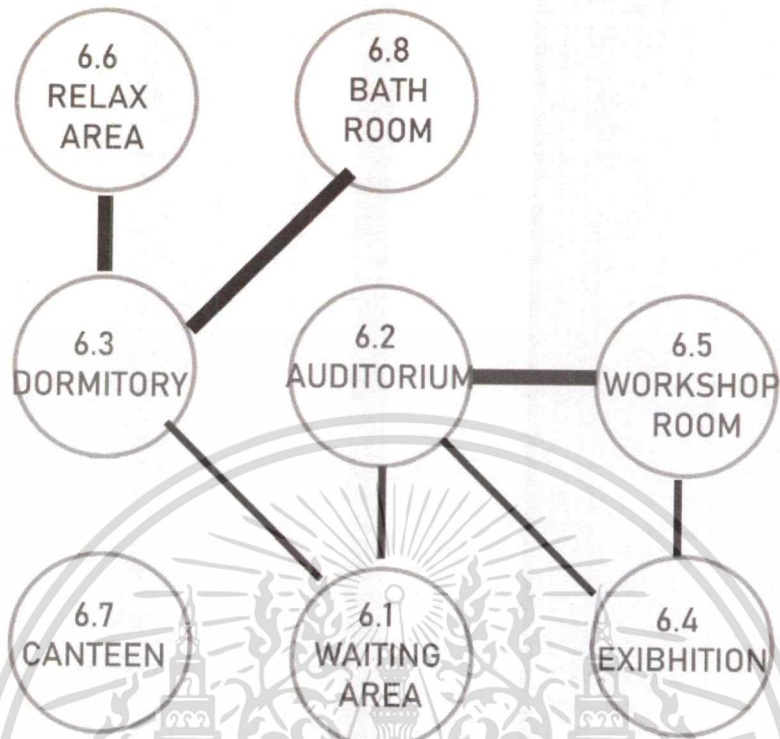 6.6
RELAX
AREA
6.8
BATH
ROOM
6.3
DORMITORY
6.2
AUDITORIUM
6.5
WORKSHOP
ROOM
6.7
CANTEEN
6.1
WAITING
AREA
6.4
EXIBHITION